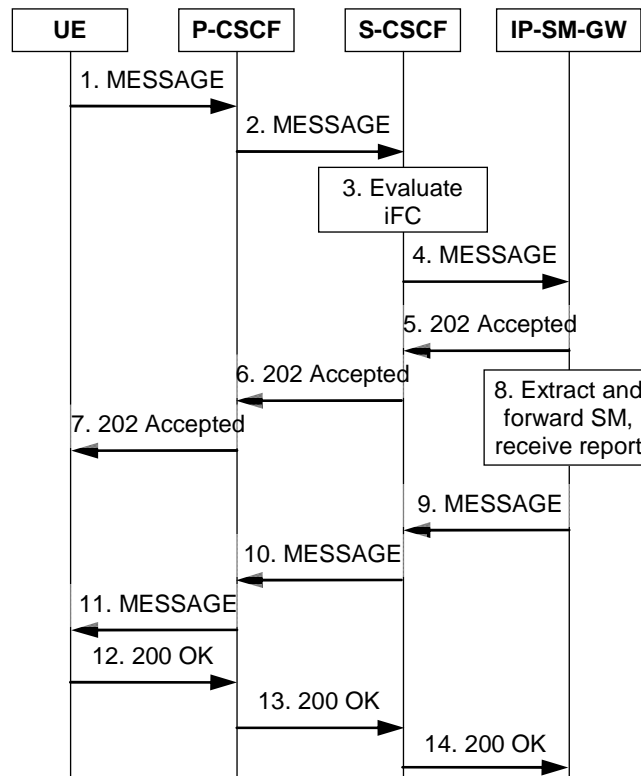 UE P-CSCF S-CSCF IP-SM-GW
1. MESSAGE
2. MESSAGE
3. Evaluate
iFC
4. MESSAGE
5. 202 Accepted
6. 202 Accepted
7. 202 Accepted
8. Extract and
forward SM,
receive report
9. MESSAGE
10. MESSAGE
11. MESSAGE
12. 200 OK
13. 200 OK
14. 200 OK